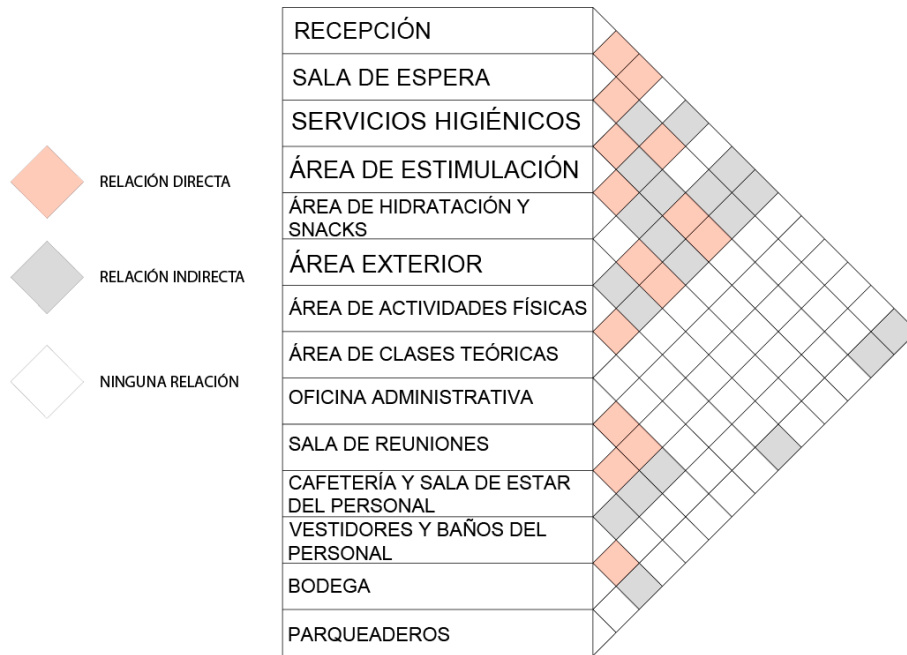 RECEPCIÓN
SALA DE ESPERA
SERVICIOS HIGIÉNICOS
ÁREA DE ESTIMULACIÓN
ÁREA DE HIDRATACIÓN Y
SNACKS
ÁREA EXTERIOR
ÁREA DE ACTIVIDADES FÍSICAS
ÁREA DE CLASES TEÓRICAS
OFICINA ADMINISTRATIVA
SALA DE REUNIONES
CAFETERÍA Y SALA DE ESTAR
DEL PERSONAL
VESTIDORES Y BAÑOS DEL
PERSONAL
BODEGA
PARQUEADEROS
RELACIÓN DIRECTA
RELACIÓN INDIRECTA
NINGUNA RELACIÓN